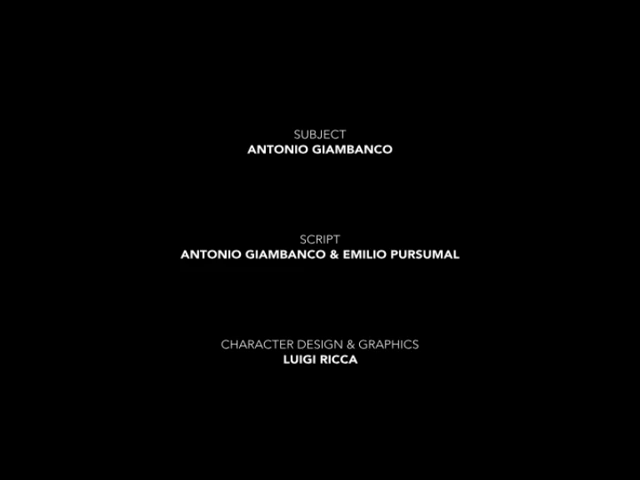 SUBJECT
ANTONIO GIAMBANCO
SCRIPT
ANTONIO GIAMBANCO & EMILIO PURSUMAL
CHARACTER DESIGN & GRAPHICS
LUIGI RICCA